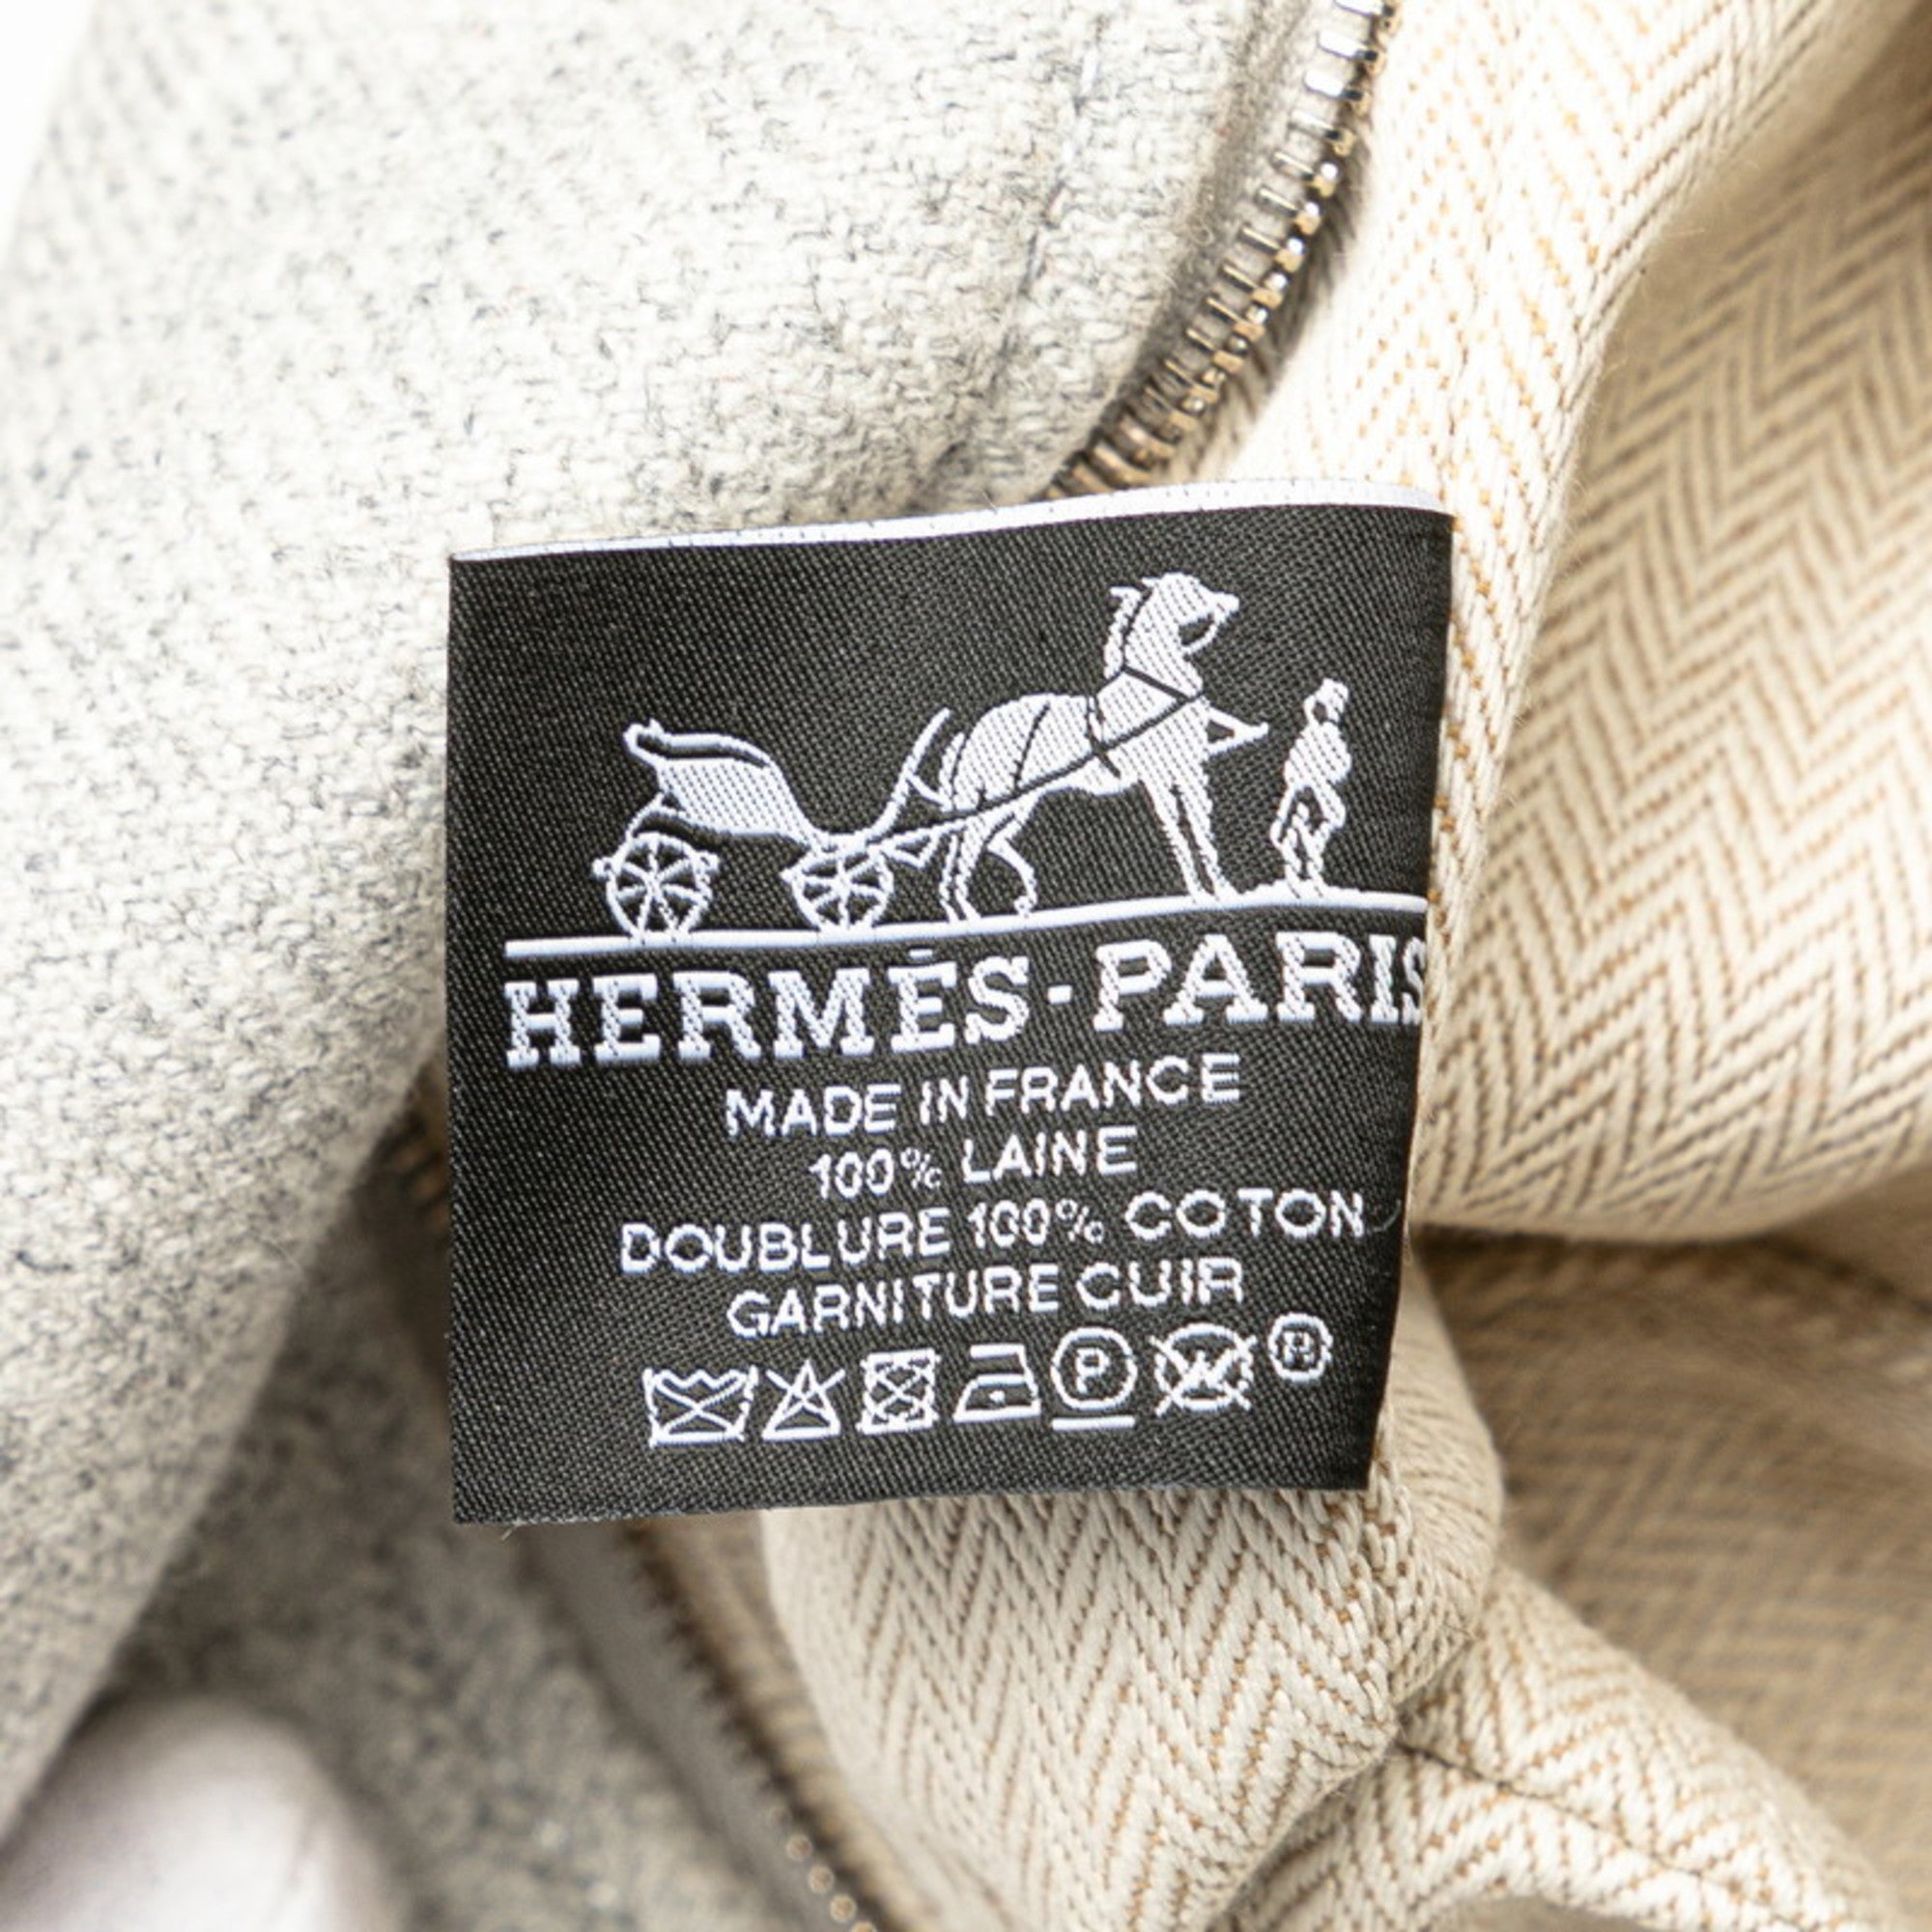 HERMÈS-PARIS
MADE IN FRANCE
100% LAINE
DOUBLURE 100% COTON
GARNITURE CUIR
P W H